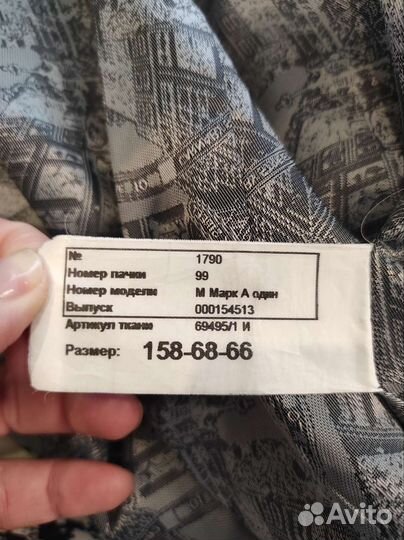 № 1790
Номер пачки 99
Номер модели М Марк А один
Выпуск 000154513
Артикул ткани 69495/1 И
Размер: 158-68-66
Avito